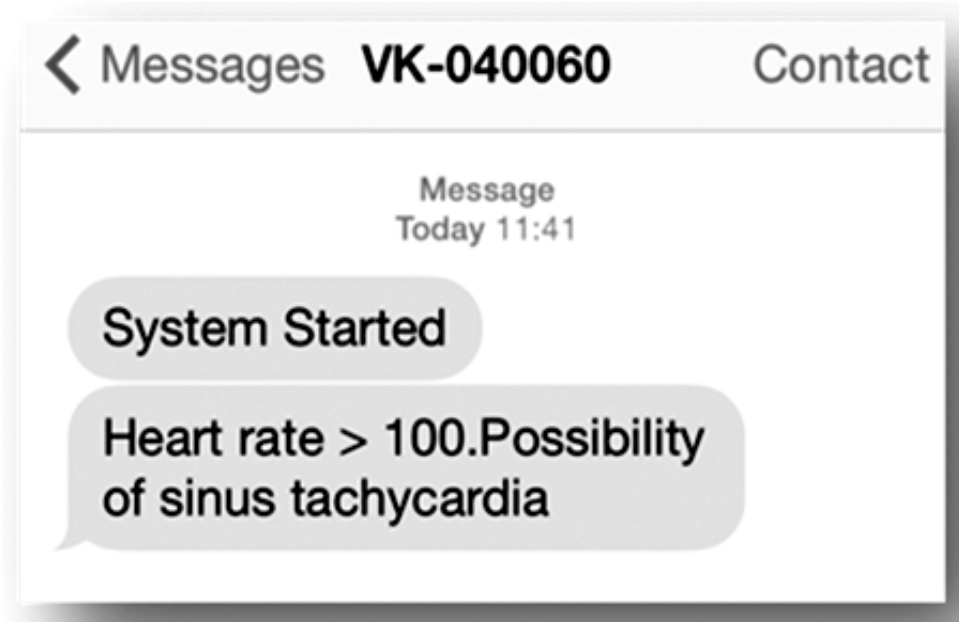 Messages VK-040060 Contact
Message
Today 11:41
System Started
Heart rate > 100.Possibility
of sinus tachycardia